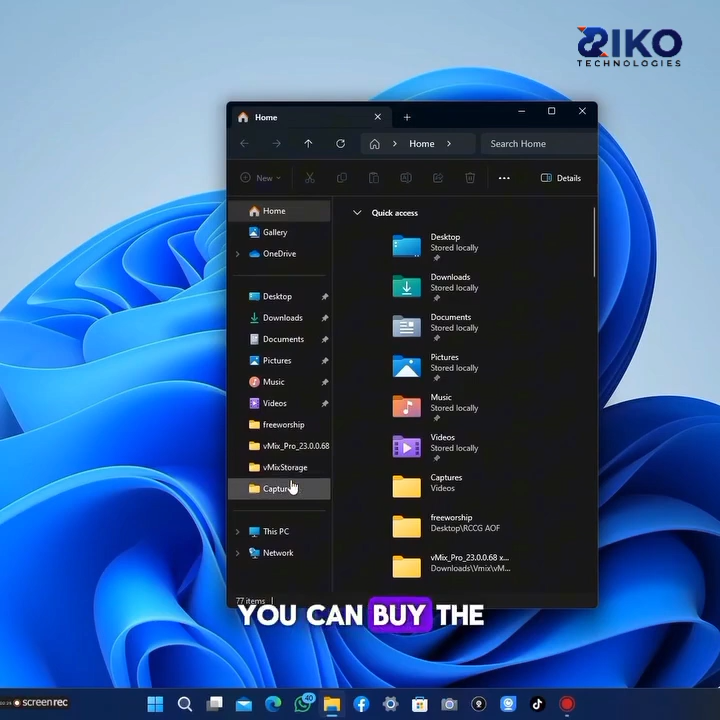 RIKO
TECHNOLOGIES
Home
Home
Search Home
New
Details
Home
Gallery
OneDrive
Desktop
Downloads
Documents
Pictures
Music
Videos
freeworship
vMix_Pro_23.0.0.68
vMixStorage
Captur
This PC
Network
77 items
Quick access
Desktop
Stored locally
Downloads
Stored locally
Documents
Stored locally
Pictures
Stored locally
Music
Stored locally
Videos
Stored locally
Captures
Videos
freeworship
Desktop\RCCG AOF
vMix_Pro_23.0.0.68 x...
Downloads\Vmix\vM...
YOU CAN BUY THE
screenrec
40